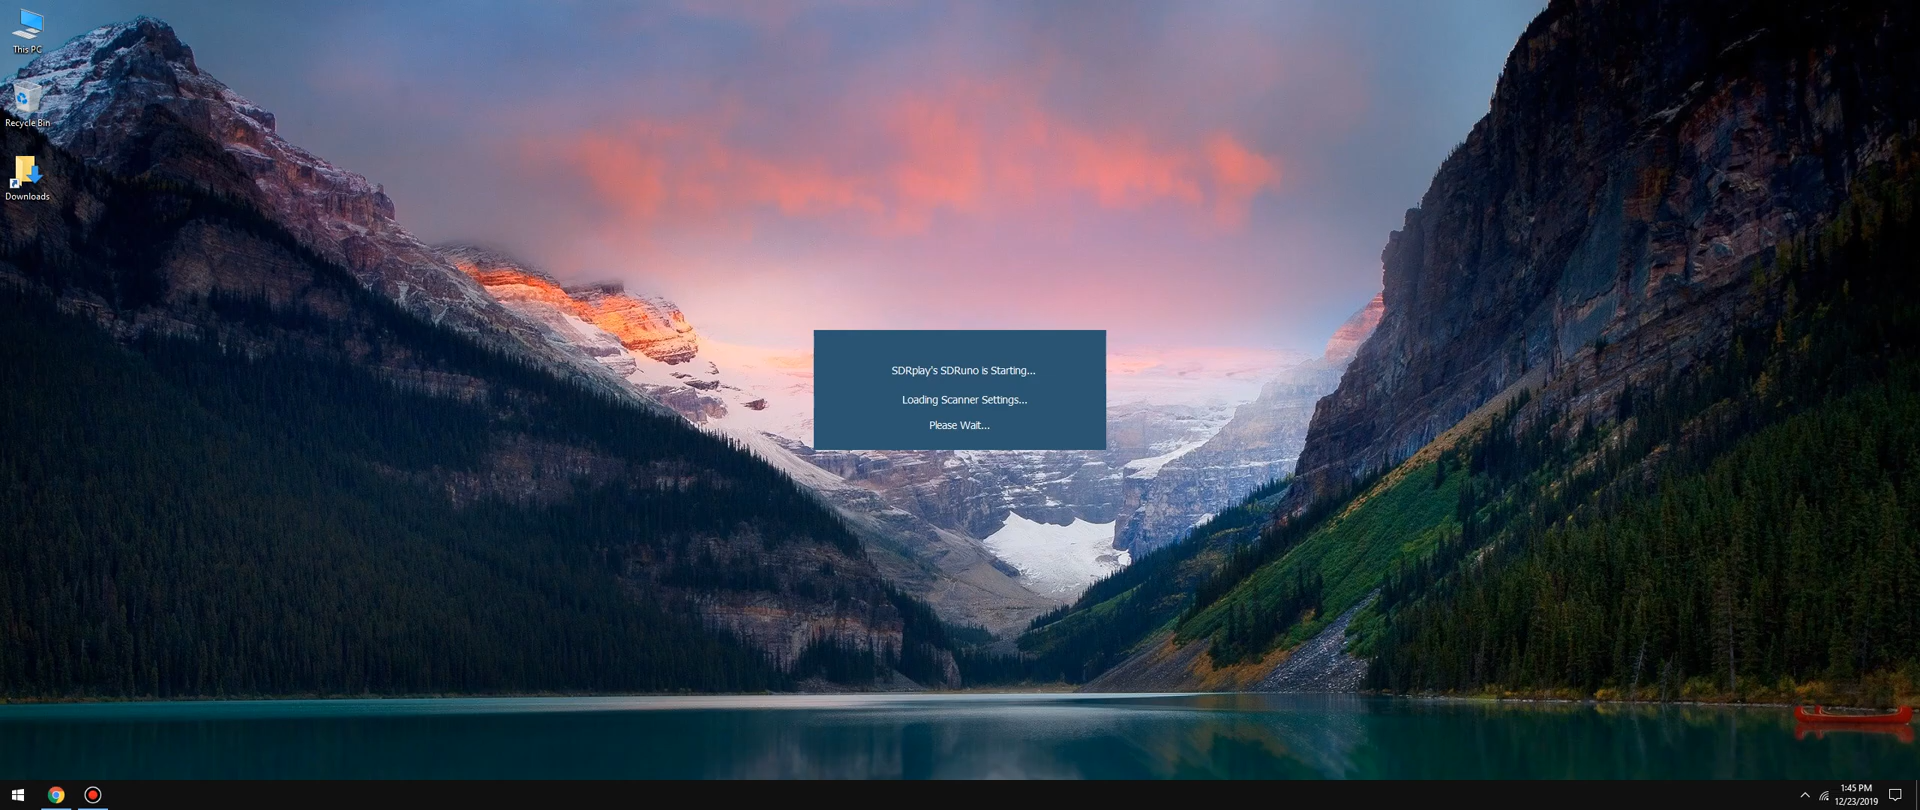 This PC
Recycle Bin
Downloads
SDRplay's SDRuno is Starting...
Loading Scanner Settings...
Please Wait...
1:45 PM
12/23/2019